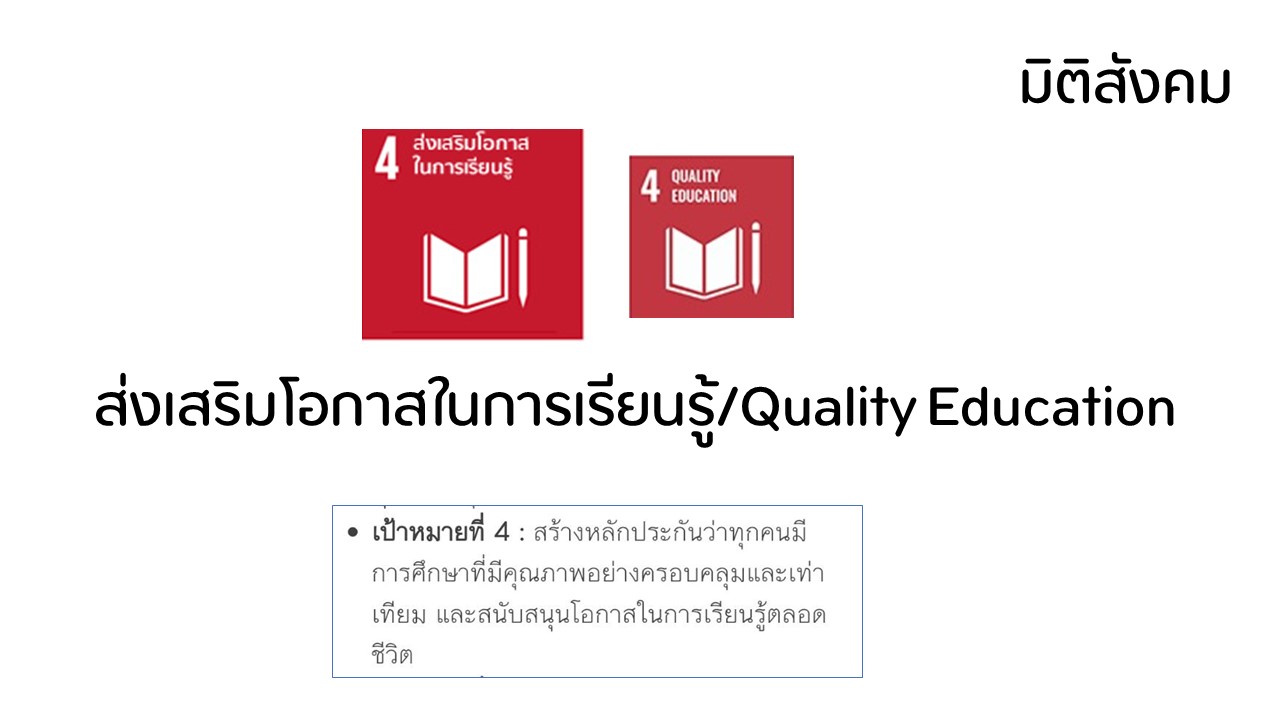 มิติสังคม
4 ส่งเสริมโอกาส
ในการเรียนรู้
4 QUALITY
EDUCATION
ส่งเสริมโอกาสในการเรียนรู้/Quality Education
• เป้าหมายที่ 4 : สร้างหลักประกันว่าทุกคนมี
การศึกษาที่มีคุณภาพอย่างครอบคลุมและเท่า
เทียม และสนับสนุนโอกาสในการเรียนรู้ตลอด
ชีวิต